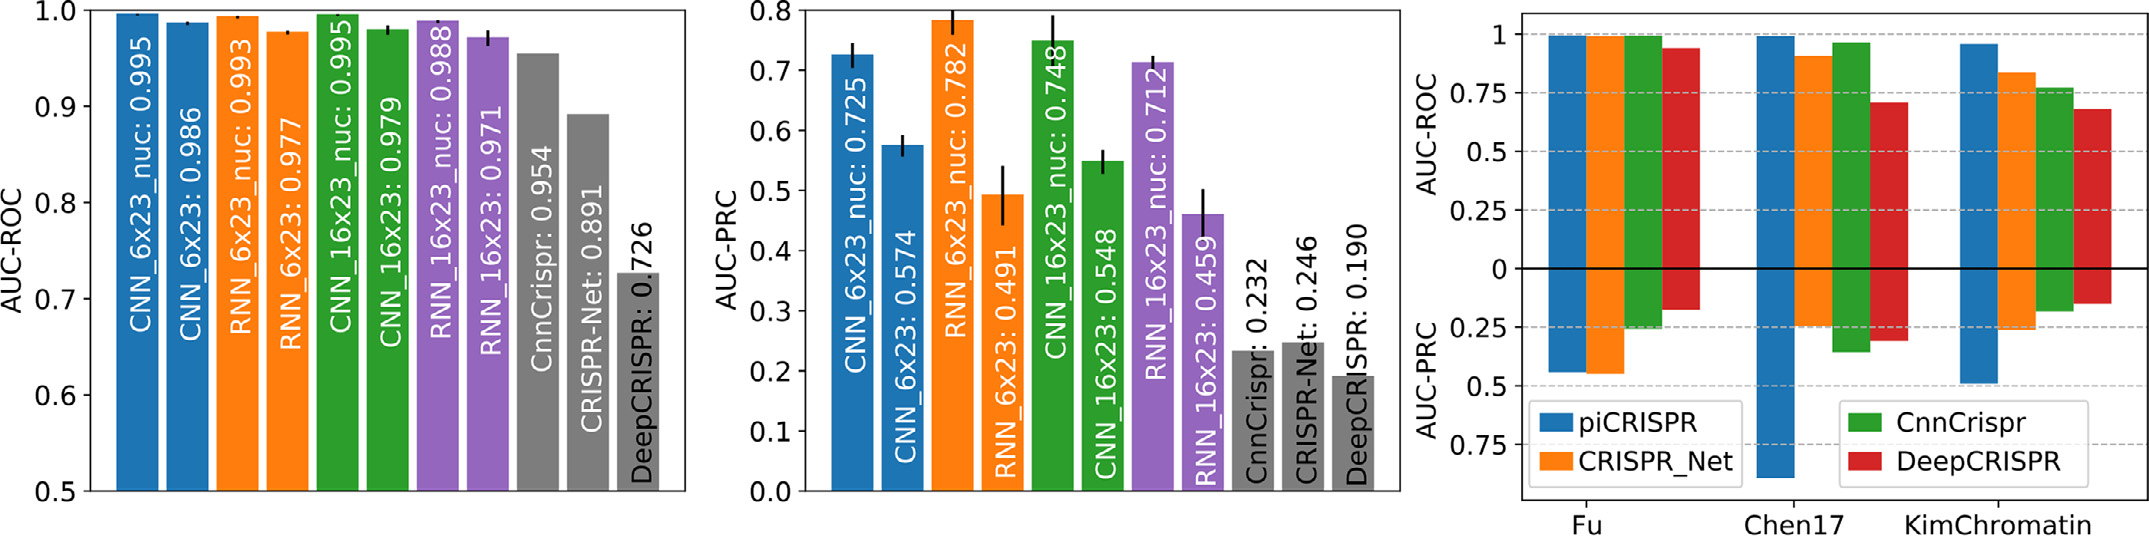 AUC-ROC
1.0
0.9
0.8
0.7
0.6
0.5
CNN_6x23_nuc: 0.995
CNN_6x23: 0.986
RNN_6x23_nuc: 0.993
RNN_6x23: 0.977
CNN_16x23_nuc: 0.995
CNN_16x23: 0.979
RNN_16x23_nuc: 0.988
RNN_16x23: 0.971
CnnCrispr: 0.954
CRISPR-Net: 0.891
DeepCRISPR: 0.726
AUC-PRC
0.8
0.7
0.6
0.5
0.4
0.3
0.2
0.1
0.0
CNN_6x23_nuc: 0.725
CNN_6x23: 0.574
RNN_6x23_nuc: 0.782
RNN_6x23: 0.491
CNN_16x23_nuc: 0.748
CNN_16x23: 0.548
RNN_16x23_nuc: 0.712
RNN_16x23: 0.459
CnnCrispr: 0.232
CRISPR-Net: 0.246
DeepCRISPR: 0.190
AUC-ROC
AUC-PRC
1
0.75
0.5
0.25
0
0.25
0.5
0.75
piCRISPR
CRISPR_Net
CnnCrispr
DeepCRISPR
Fu
Chen17
KimChromatin